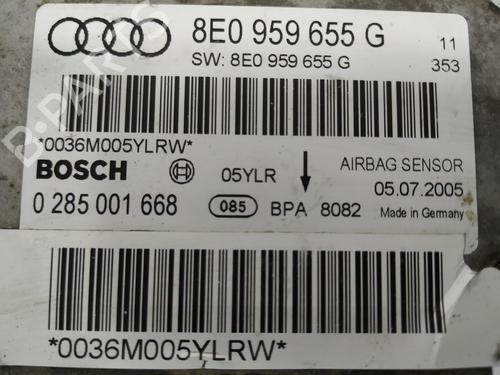 8E0 959 655 G 11
SW: 8E0 959 655 G 353
*0036M005YLRW*
BOSCH 05YLR AIRBAG SENSOR
05.07.2005
0 285 001 668 085 BPA 8082 Made in Germany
*0036M005YLRW*
B-PARTS